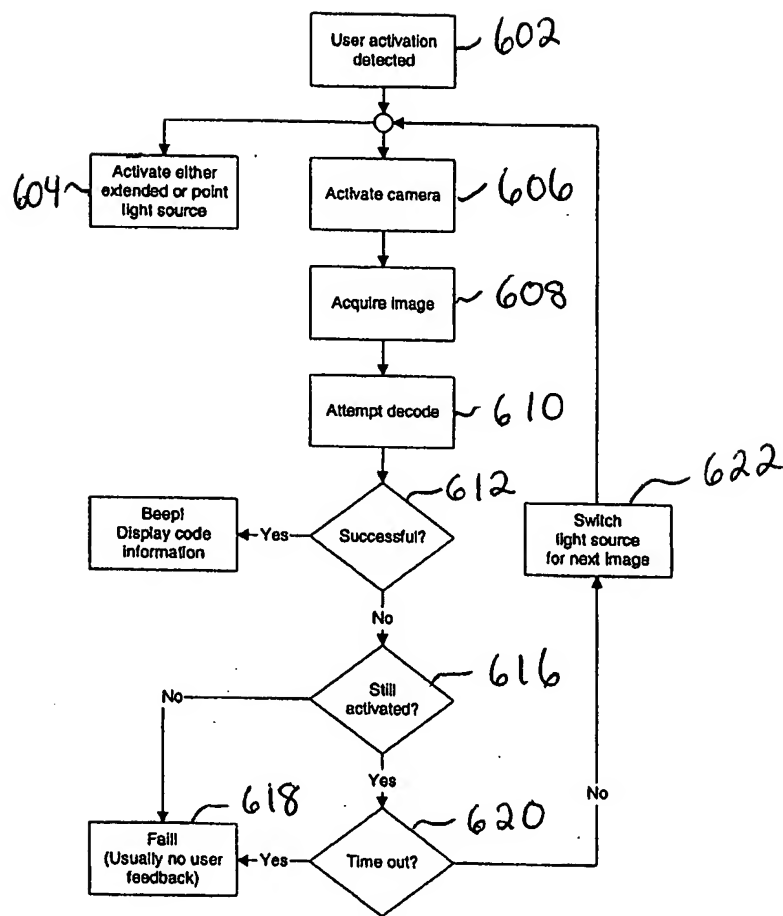 User activation
detected
602
Activate either
extended or point
light source
604
Activate camera
606
Acquire image
608
Attempt decode
610
Successful?
612
Yes
Beep!
Display code
information
No
Switch
light source
for next image
622
Still
activated?
616
No
Yes
Fail!
(Usually no user
feedback)
618
Yes
Time out?
620
No